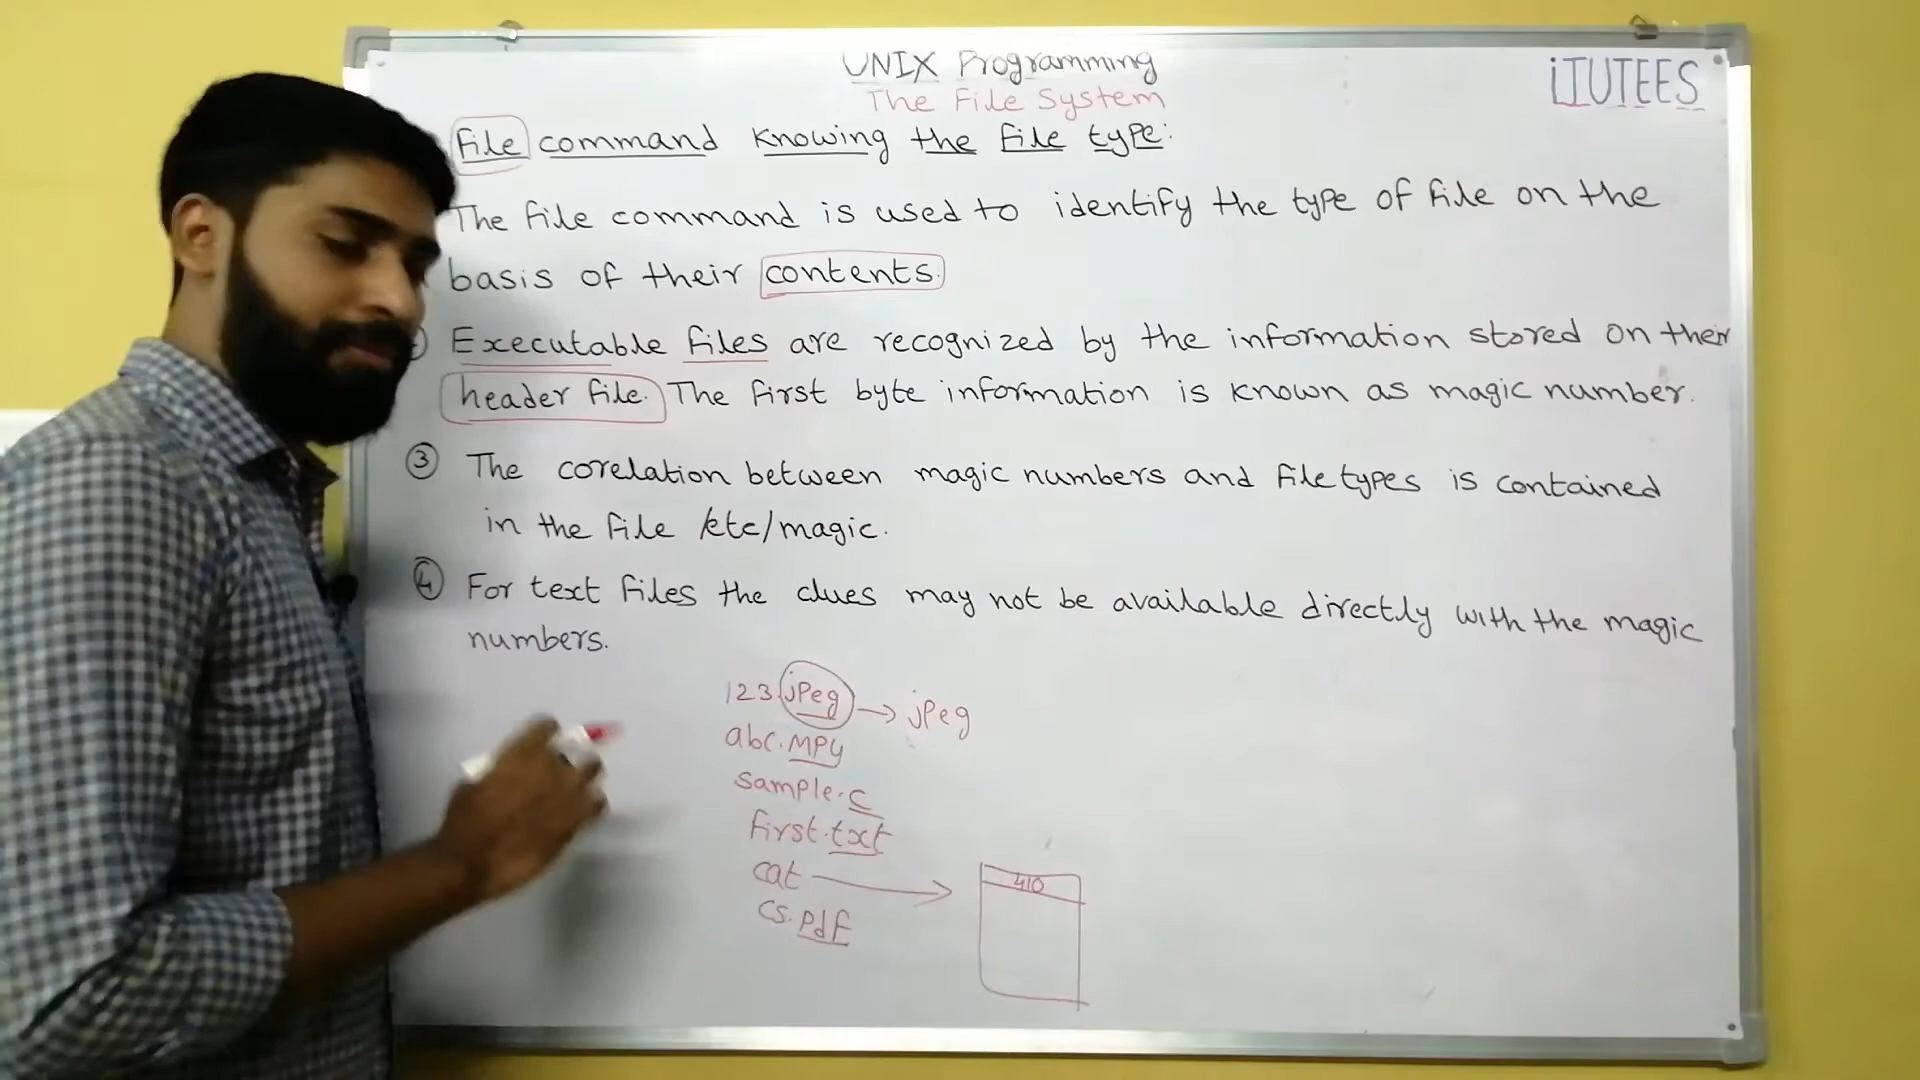 UNIX Programming
iTUTEES
The File System
File command knowing the file type:
The file command is used to identify the type of file on the
basis of their contents.
Executable files are recognized by the information stored on their
header file. The first byte information is known as magic number.
③ The corelation between magic numbers and filetypes is contained
in the file /etc/magic.
④ For text files the clues may not be available directly with the magic
numbers.
123.jpeg → jpeg
abc.MPY
sample.c
first.txt
cat →
410
cs.pdf